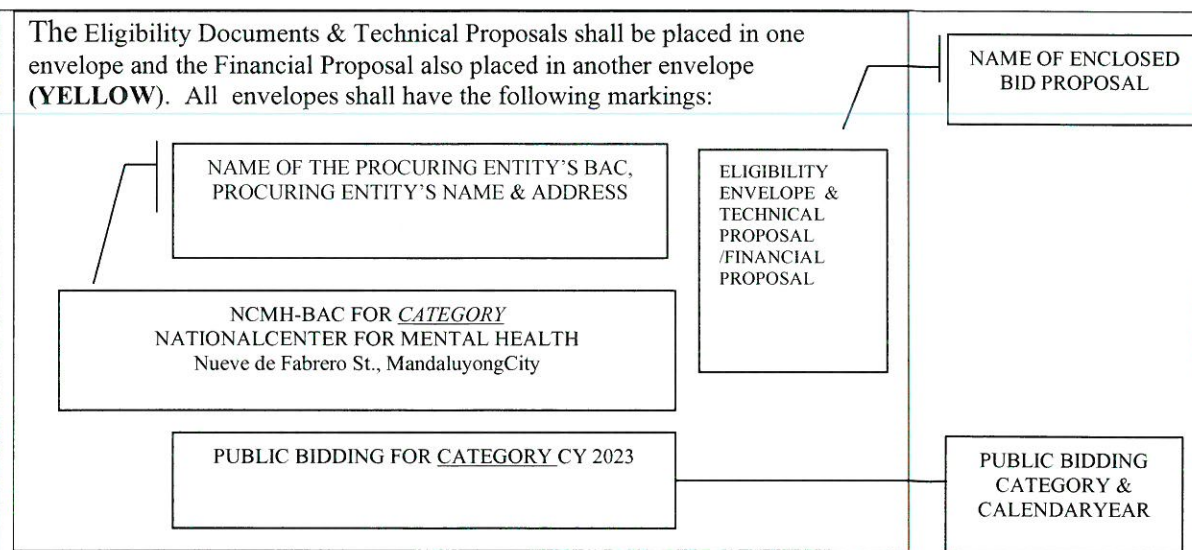 The Eligibility Documents & Technical Proposals shall be placed in one
envelope and the Financial Proposal also placed in another envelope
(YELLOW). All envelopes shall have the following markings:
NAME OF ENCLOSED
BID PROPOSAL
NAME OF THE PROCURING ENTITY'S BAC,
PROCURING ENTITY'S NAME & ADDRESS
ELIGIBILITY
ENVELOPE &
TECHNICAL
PROPOSAL
/FINANCIAL
PROPOSAL
NCMH-BAC FOR CATEGORY
NATIONALCENTER FOR MENTAL HEALTH
Nueve de Fabrero St., MandaluyongCity
PUBLIC BIDDING FOR CATEGORY CY 2023
PUBLIC BIDDING
CATEGORY &
CALENDARYEAR